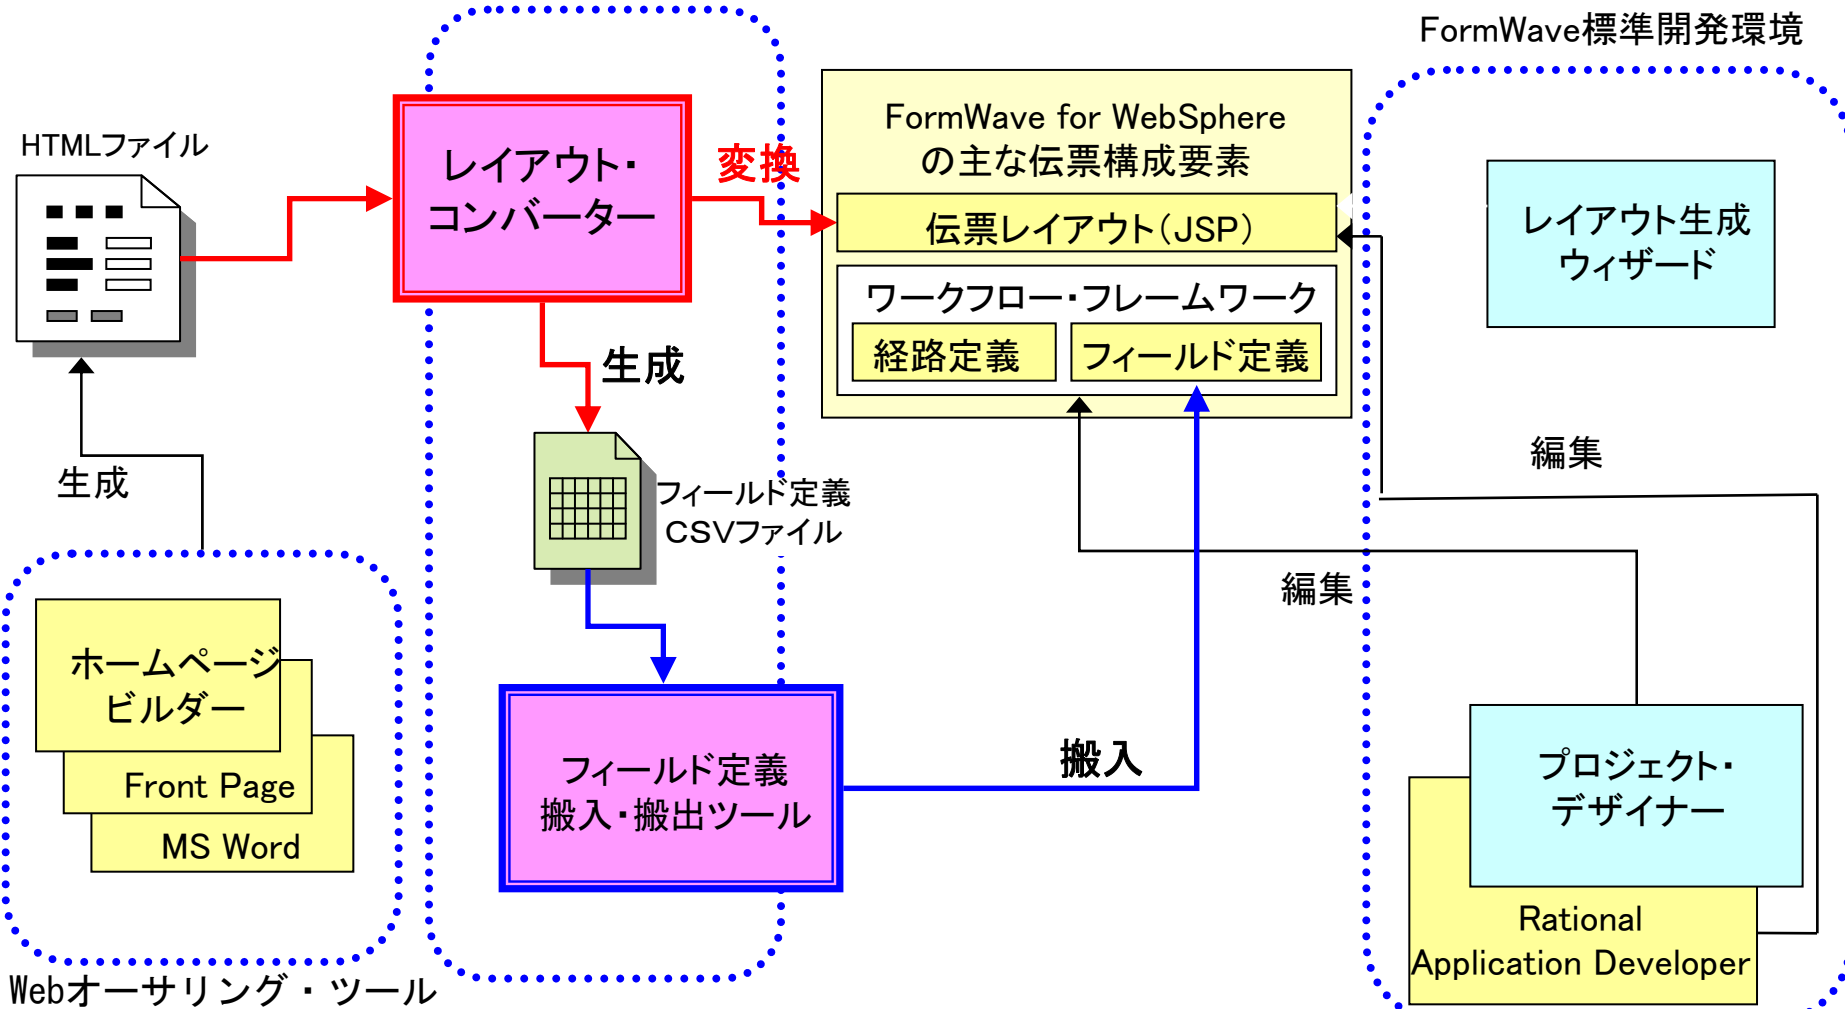 FormWave標準開発環境
HTMLファイル
レイアウト・
コンバーター
変換
FormWave for WebSphere
の主な伝票構成要素
伝票レイアウト(JSP)
ワークフロー・フレームワーク
経路定義
フィールド定義
レイアウト生成
ウィザード
生成
生成
フィールド定義
CSVファイル
編集
編集
ホームページ
ビルダー
Front Page
MS Word
Webオーサリング・ツール
フィールド定義
搬入・搬出ツール
搬入
プロジェクト・
デザイナー
Rational
Application Developer